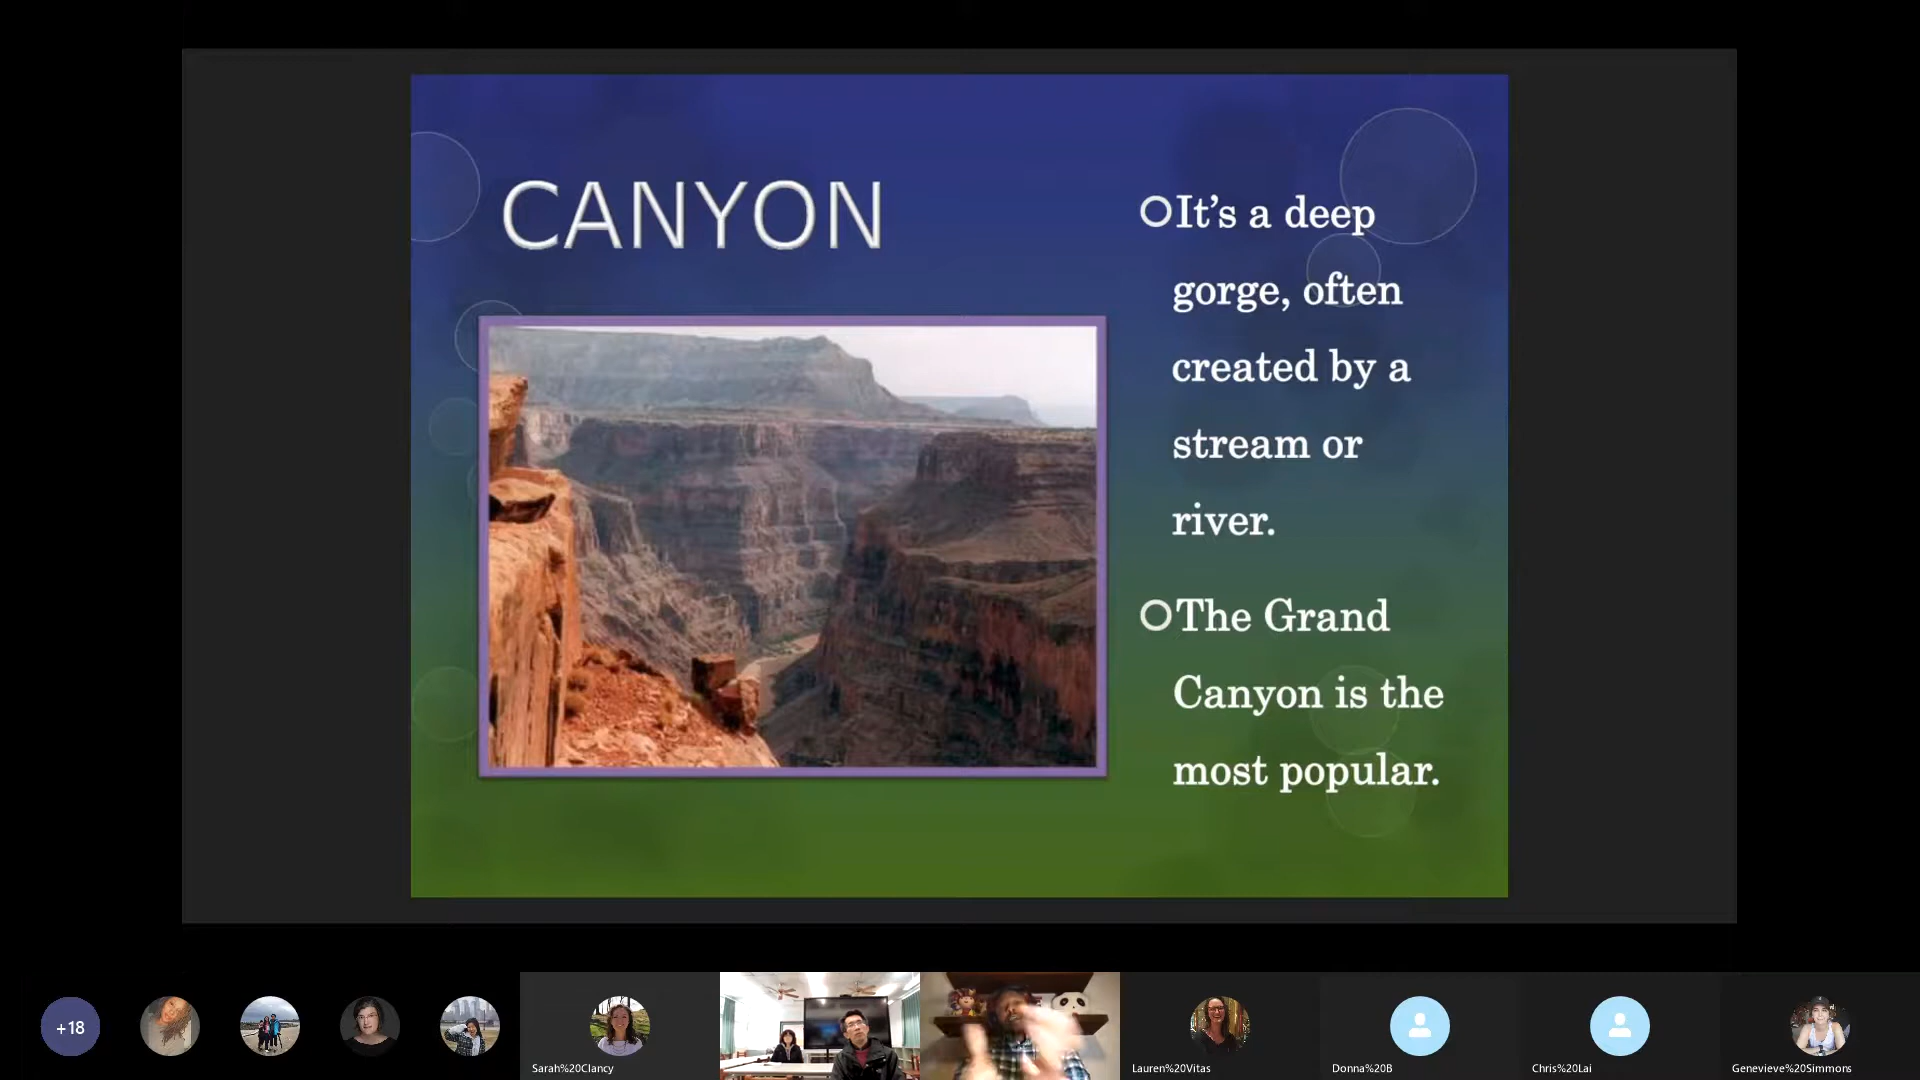 CANYON
It's a deep
gorge, often
created by a
stream or
river.
The Grand
Canyon is the
most popular.
+18
Sarah%20Clancy
Lauren%20Vitas
Donna%20B
Chris%20Lai
Genevieve%20Simmons